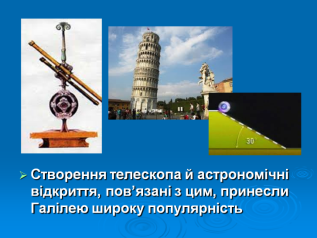 30
Створення телескопа й астрономічні
відкриття, пов’язані з цим, принесли
Галілею широку популярність